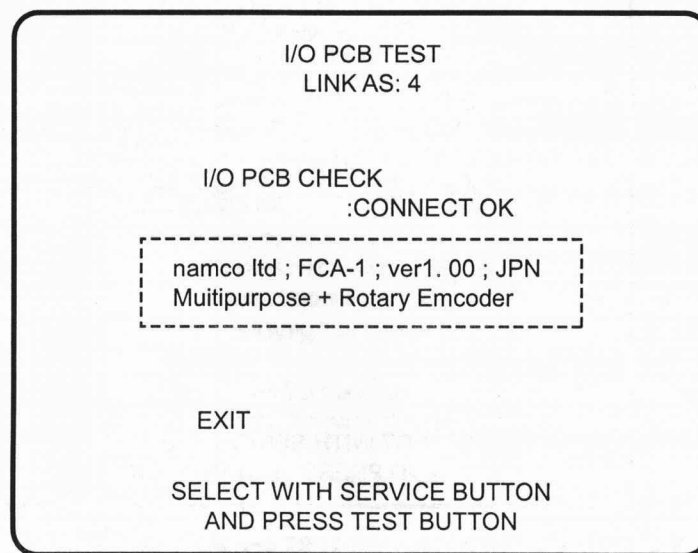 I/O PCB TEST
LINK AS: 4
I/O PCB CHECK
:CONNECT OK
namco ltd ; FCA-1 ; ver1. 00 ; JPN
Muitipurpose + Rotary Emcoder
EXIT
SELECT WITH SERVICE BUTTON
AND PRESS TEST BUTTON